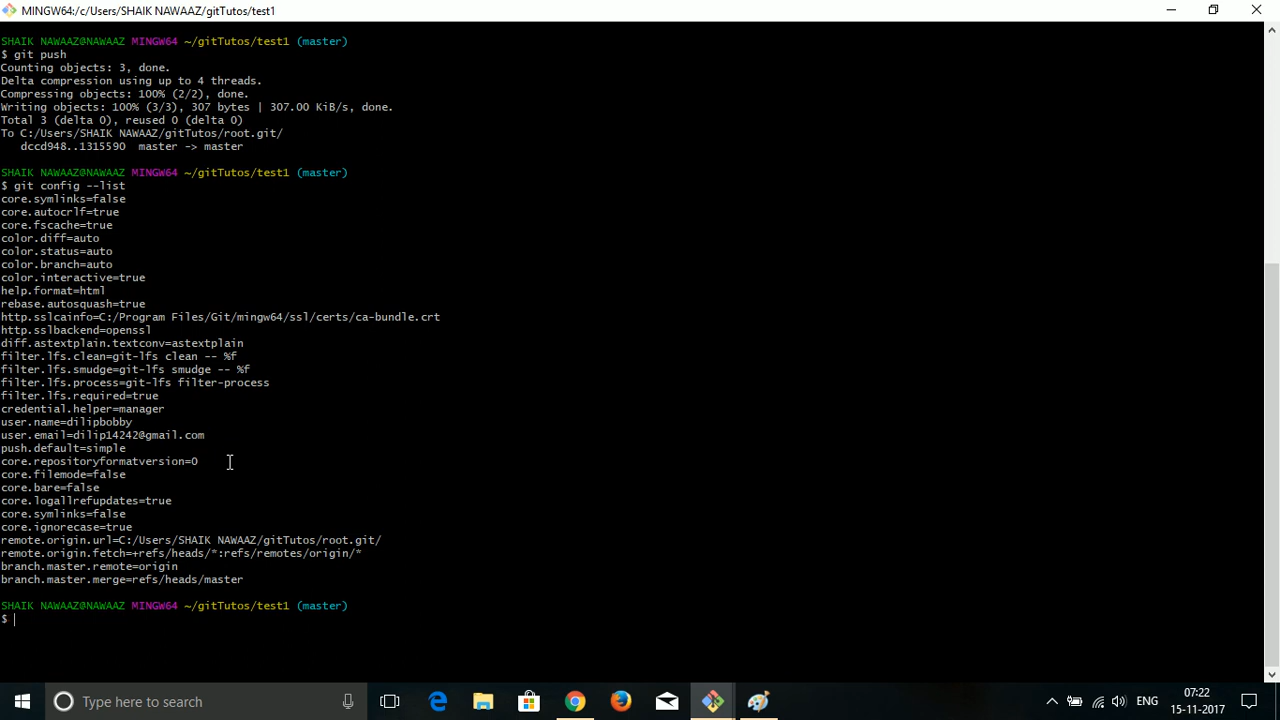 MINGW64:/c/Users/SHAIK NAWAAZ/gitTutos/test1
SHAIK NAWAAZ@NAWAAZ MINGW64 ~/gitTutos/test1 (master)
$ git push
Counting objects: 3, done.
Delta compression using up to 4 threads.
Compressing objects: 100% (2/2), done.
Writing objects: 100% (3/3), 307 bytes | 307.00 KiB/s, done.
Total 3 (delta 0), reused 0 (delta 0)
To C:/Users/SHAIK NAWAAZ/gitTutos/root.git/
dccd948..1315590  master -> master
SHAIK NAWAAZ@NAWAAZ MINGW64 ~/gitTutos/test1 (master)
$ git config --list
core.symlinks=false
core.autocrlf=true
core.fscache=true
color.diff=auto
color.status=auto
color.branch=auto
color.interactive=true
help.format=html
rebase.autosquash=true
http.sslcainfo=C:/Program Files/Git/mingw64/ssl/certs/ca-bundle.crt
http.sslbackend=openssl
diff.astextplain.textconv=astextplain
filter.lfs.clean=git-lfs clean -- %f
filter.lfs.smudge=git-lfs smudge -- %f
filter.lfs.process=git-lfs filter-process
filter.lfs.required=true
credential.helper=manager
user.name=dilipbobby
user.email=dilip14242@gmail.com
push.default=simple
core.repositoryformatversion=0
core.filemode=false
core.bare=false
core.logallrefupdates=true
core.symlinks=false
core.ignorecase=true
remote.origin.url=C:/Users/SHAIK NAWAAZ/gitTutos/root.git/
remote.origin.fetch=+refs/heads/*:refs/remotes/origin/*
branch.master.remote=origin
branch.master.merge=refs/heads/master
SHAIK NAWAAZ@NAWAAZ MINGW64 ~/gitTutos/test1 (master)
$
Type here to search
ENG
07:22
15-11-2017